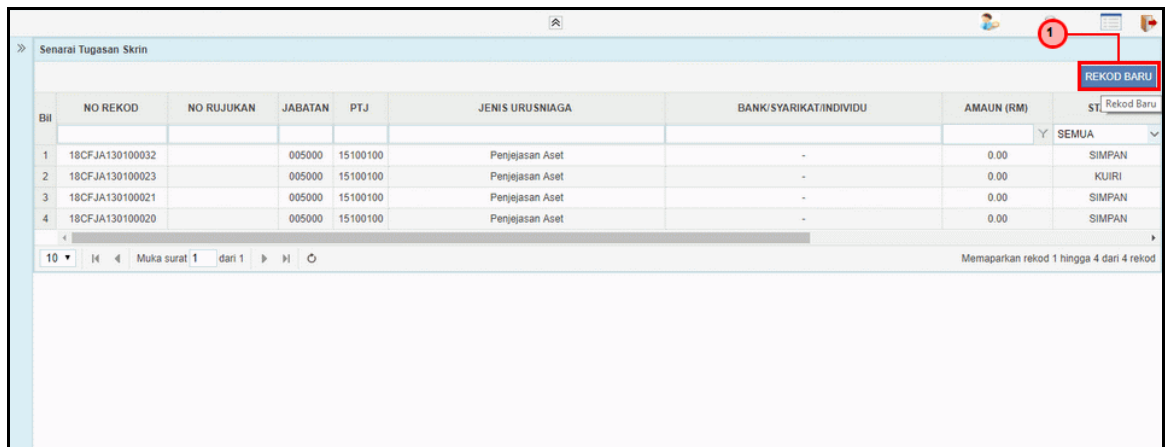 1
Senarai Tugasan Skrin
REKOD BARU
Rekod Baru
Bil NO REKOD NO RUJUKAN JABATAN PTJ JENIS URUSNIAGA BANK/SYARIKAT/INDIVIDU AMAUN (RM)
SEMUA
1 18CFJA130100032 005000 15100100 Penjejasan Aset - 0.00 SIMPAN
2 18CFJA130100023 005000 15100100 Penjejasan Aset - 0.00 KUIRI
3 18CFJA130100021 005000 15100100 Penjejasan Aset - 0.00 SIMPAN
4 18CFJA130100020 005000 15100100 Penjejasan Aset - 0.00 SIMPAN
10 Muka surat 1 dari 1 Memaparkan rekod 1 hingga 4 dari 4 rekod